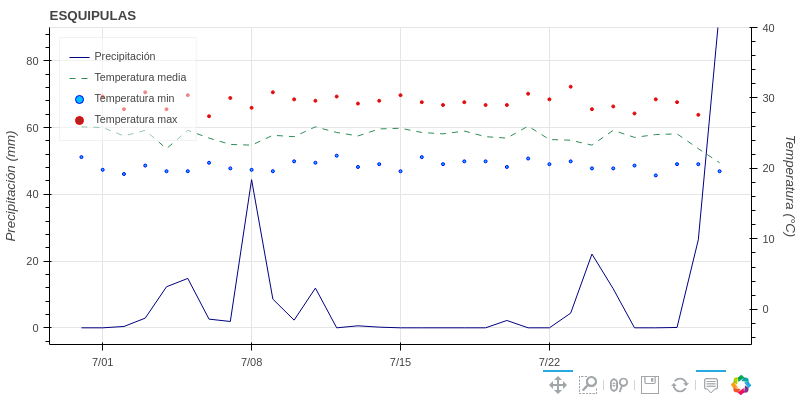 ESQUIPULAS
Precipitación
Temperatura media
Temperatura min
Temperatura max
Precipitación (mm)
80
60
40
20
0
Temperatura (°C)
40
30
20
10
0
7/01
7/08
7/15
7/22